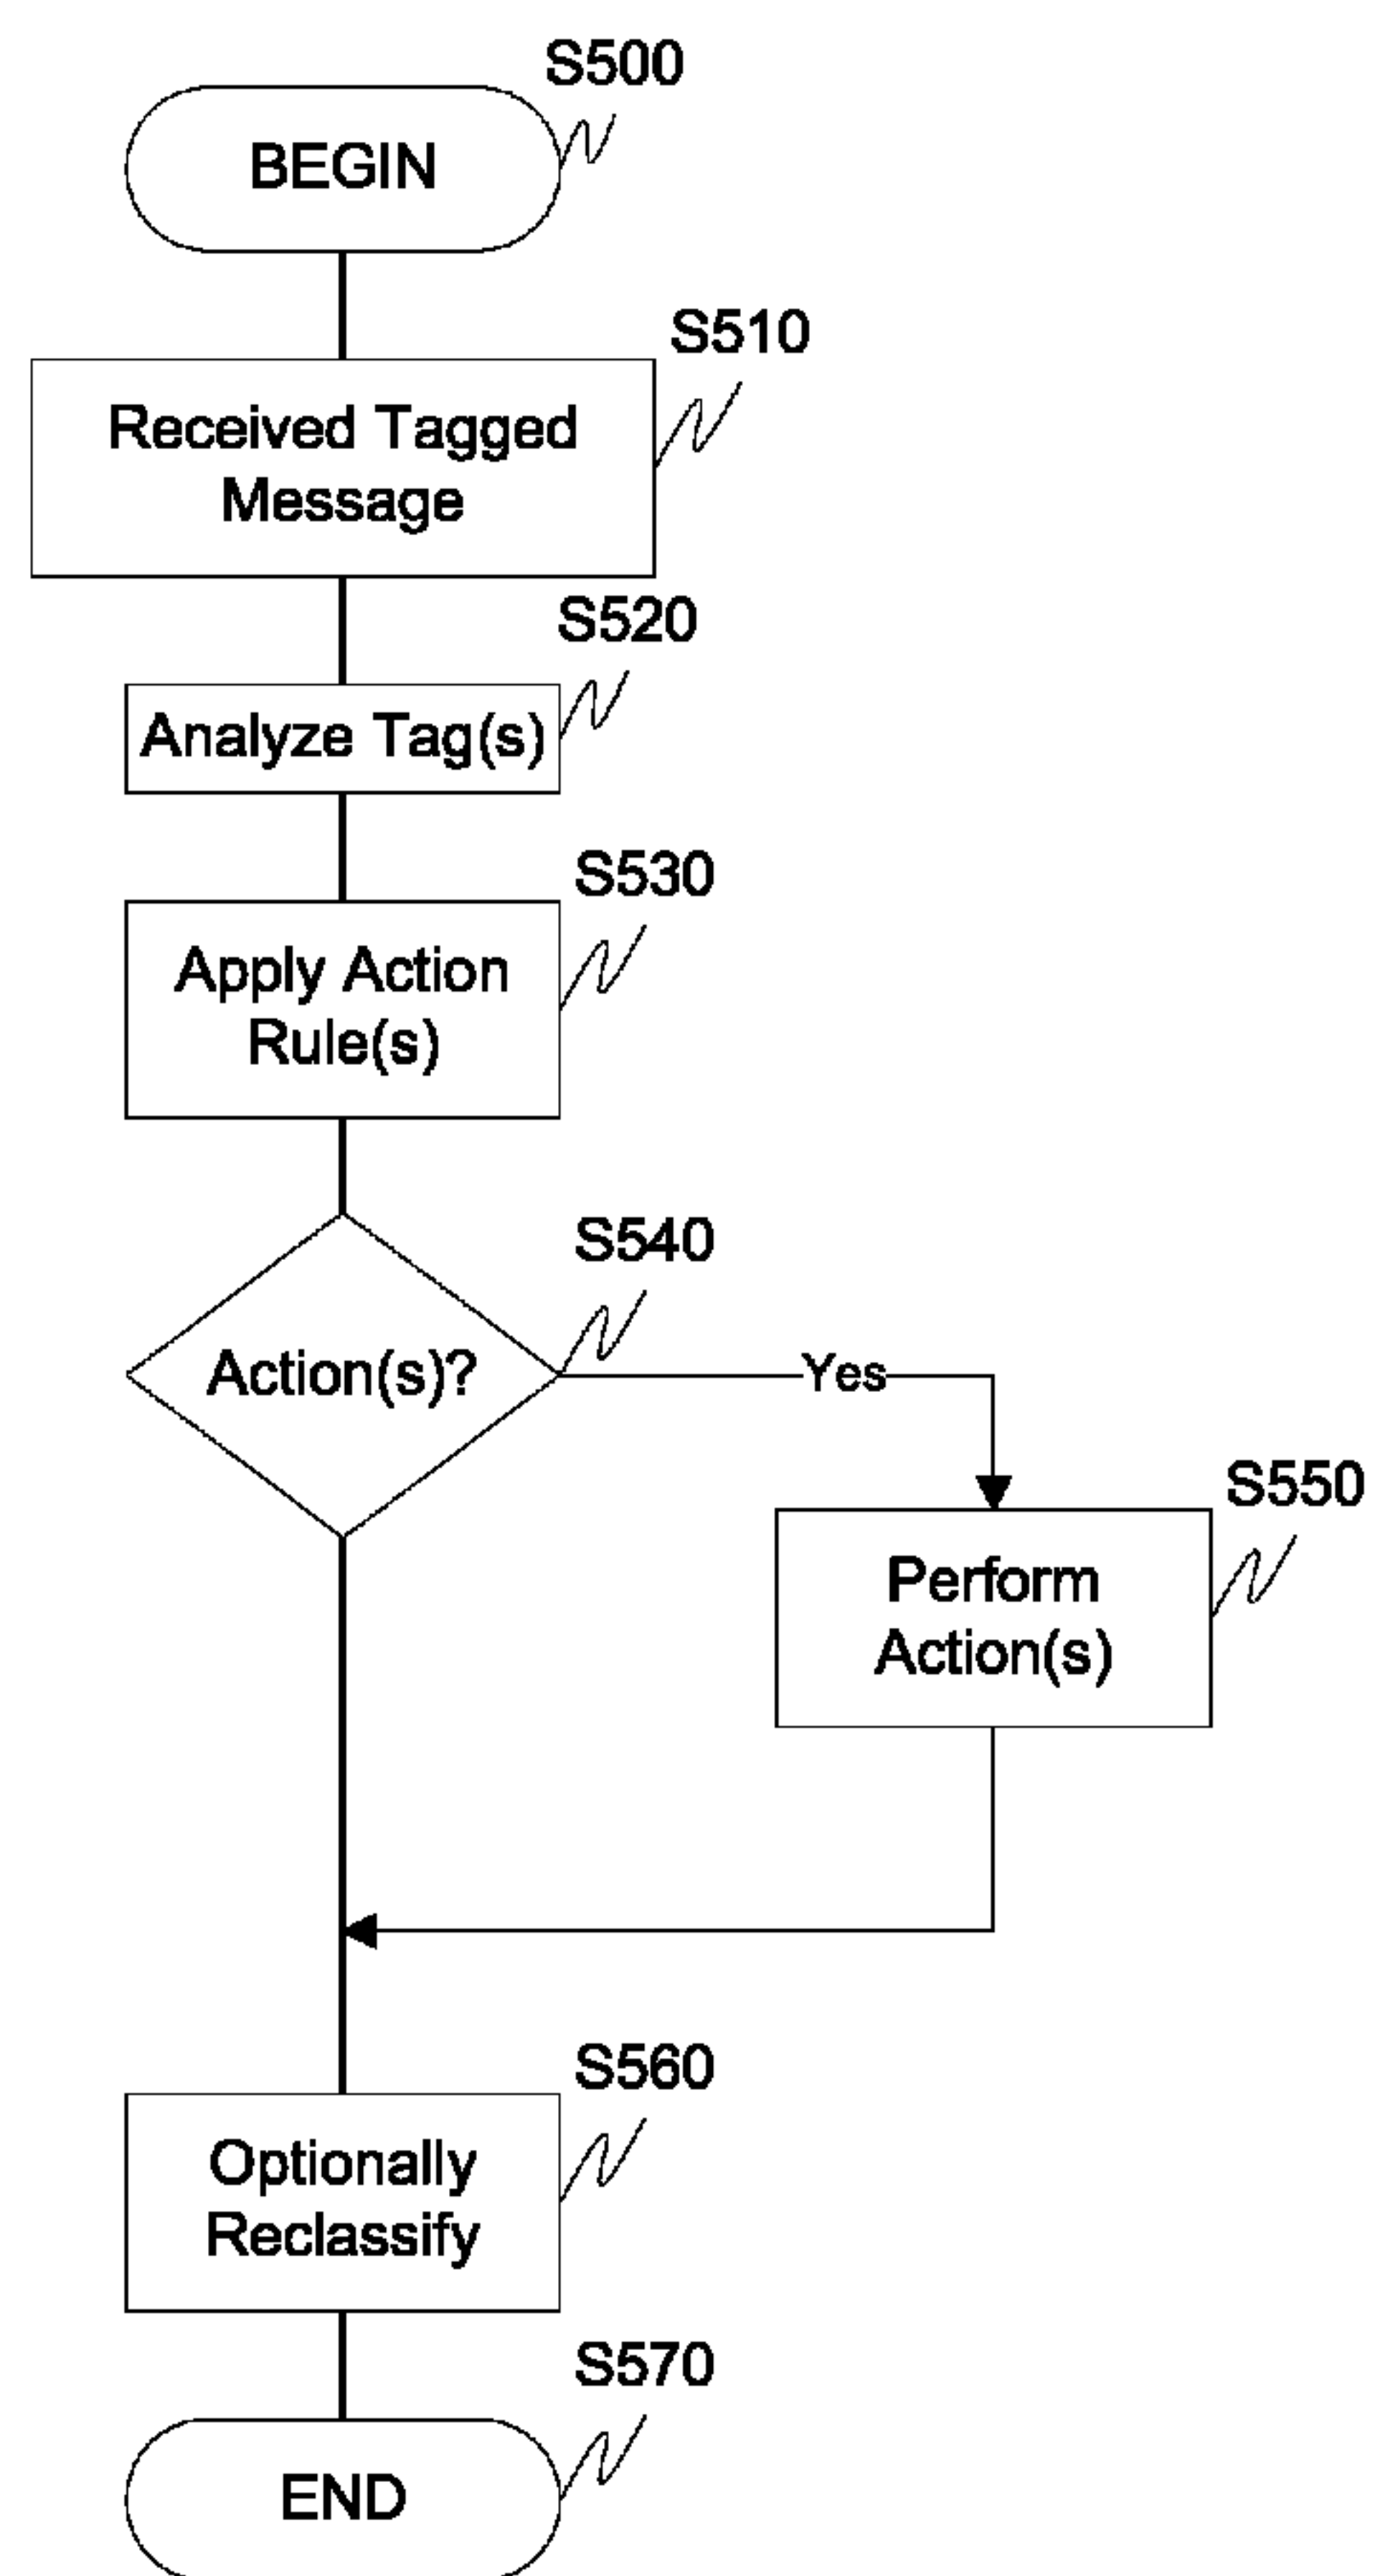 S500
BEGIN
S510
Received Tagged
Message
S520
Analyze Tag(s)
S530
Apply Action
Rule(s)
S540
Action(s)?
Yes
S550
Perform
Action(s)
S560
Optionally
Reclassify
S570
END